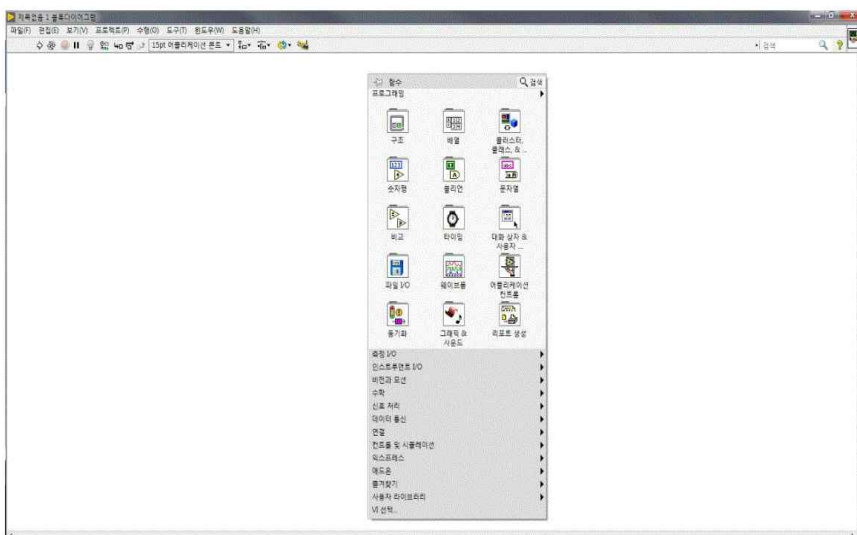 제목없음 1 블록다이어그램
파일(F) 편집(E) 보기(V) 프로젝트(P) 수행(O) 도구(T) 윈도우(W) 도움말(H)
15pt 어플리케이션 폰트
검색
함수
검색
프로그래밍
구조 배열 클러스터,
클래스, & ...
숫자형 불리언 문자열
비교 타이밍 대화 상자 &
사용자 ...
파일 I/O 웨이브폼 어플리케이션
컨트롤
동기화 그래픽 &
사운드 리포트 생성
측정 I/O
인스트루먼트 I/O
비전과 모션
수학
신호 처리
데이터 통신
연결
컨트롤 및 시뮬레이션
익스프레스
애드온
즐겨찾기
사용자 라이브러리
VI 선택...